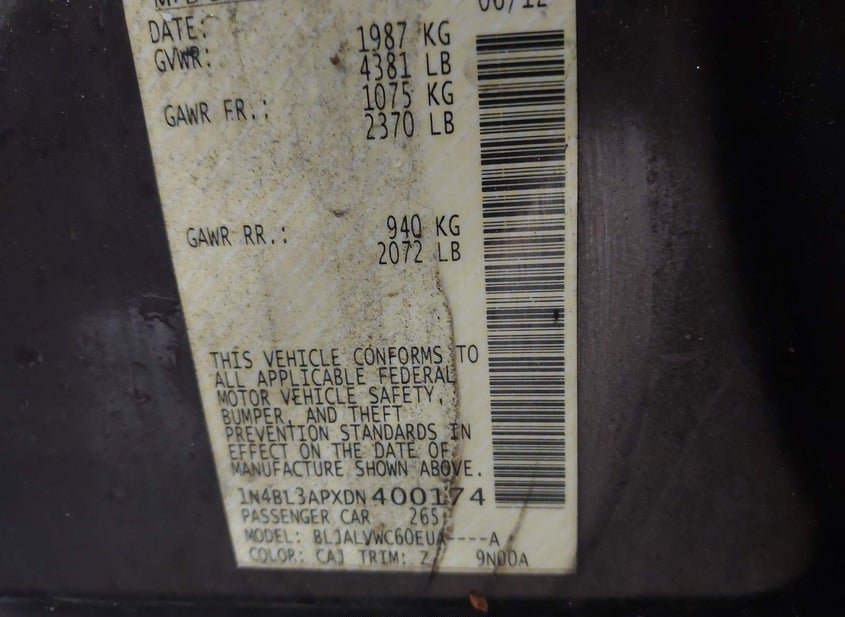 DATE: 06/12
GVWR: 1987 KG
4381 LB
GAWR FR.: 1075 KG
2370 LB
GAWR RR.: 940 KG
2072 LB
THIS VEHICLE CONFORMS TO
ALL APPLICABLE FEDERAL
MOTOR VEHICLE SAFETY,
BUMPER, AND THEFT
PREVENTION STANDARDS IN
EFFECT ON THE DATE OF
MANUFACTURE SHOWN ABOVE.
1N4BL3APXDN400174
PASSENGER CAR 265
MODEL: BLJALVWC60EUA----A
COLOR: CAJ TRIM: Z 9N00A